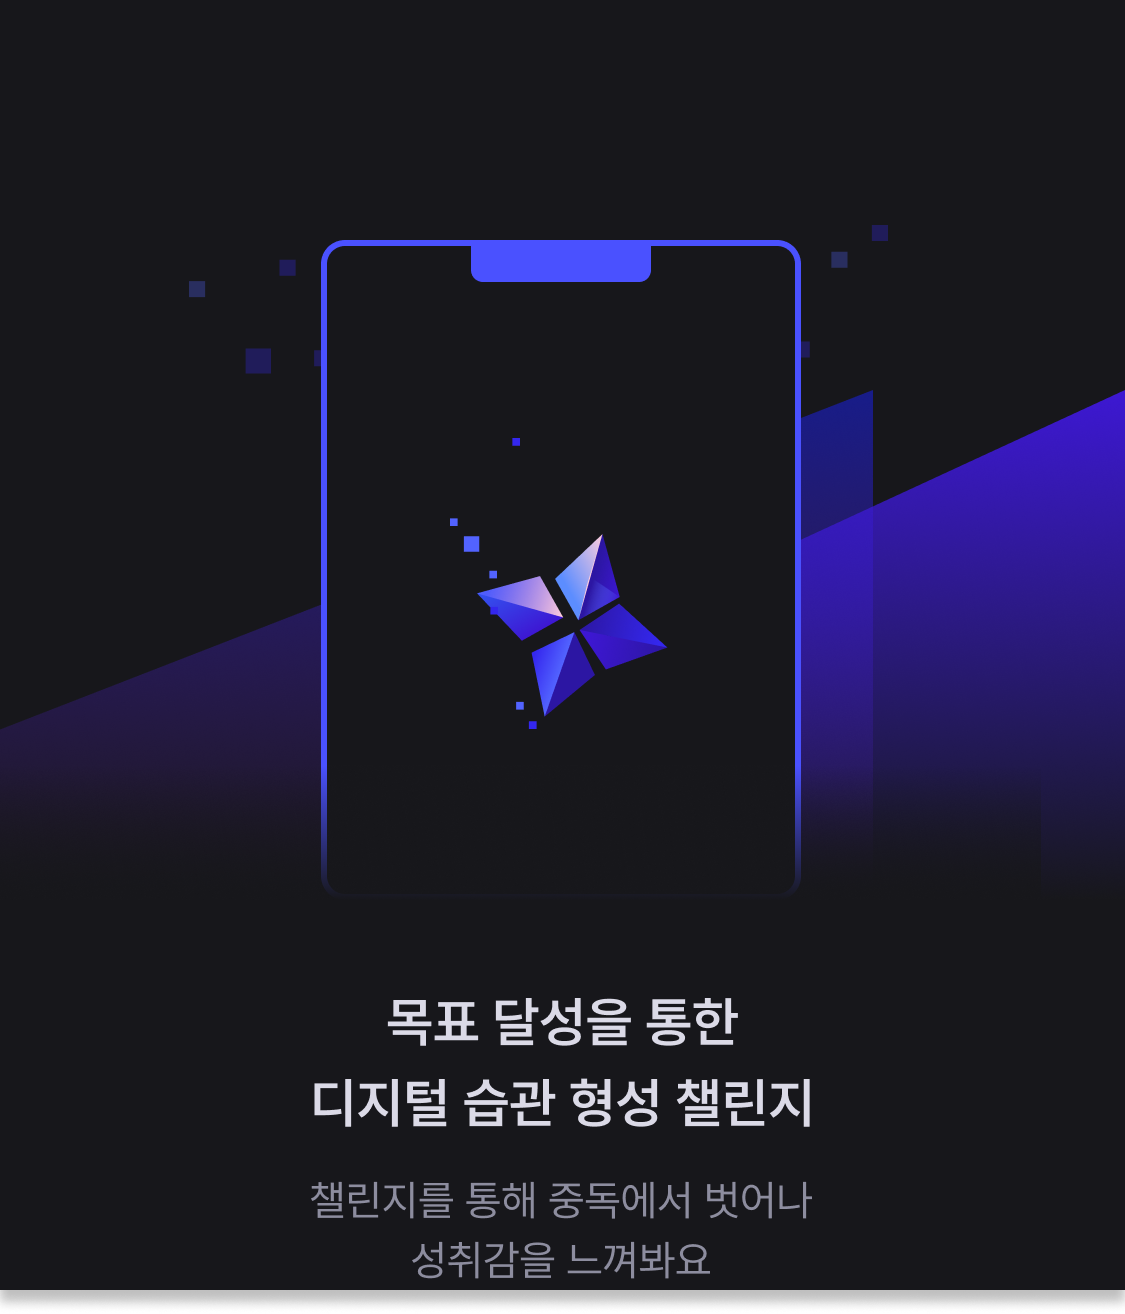 목표 달성을 통한
디지털 습관 형성 챌린지
챌린지를 통해 중독에서 벗어나
성취감을 느껴봐요